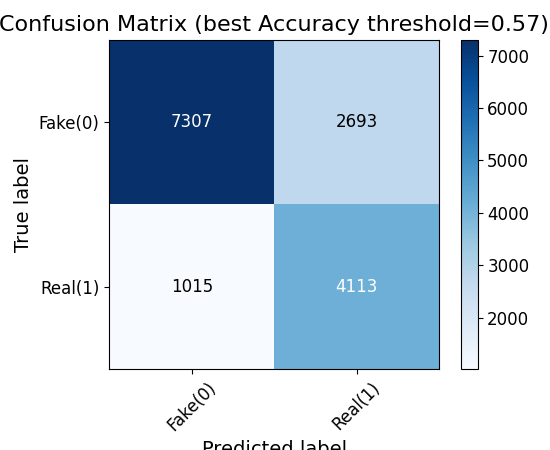 Confusion Matrix (best Accuracy threshold=0.57)
True label
Fake(0)
Real(1)
7307
2693
1015
4113
Fake(0)
Real(1)
Predicted label
7000
6000
5000
4000
3000
2000